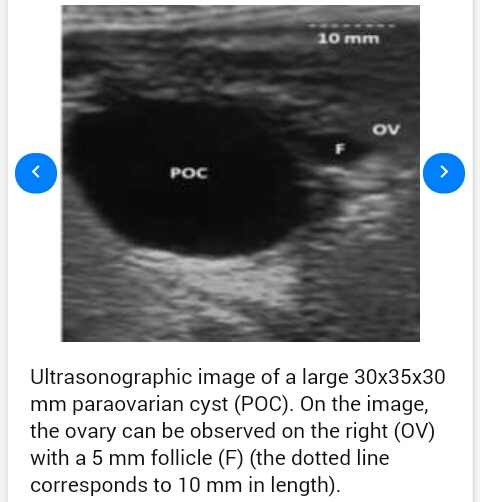 10 mm
OV
F
POC
Ultrasonographic image of a large 30x35x30
mm paraovarian cyst (POC). On the image,
the ovary can be observed on the right (OV)
with a 5 mm follicle (F) (the dotted line
corresponds to 10 mm in length).